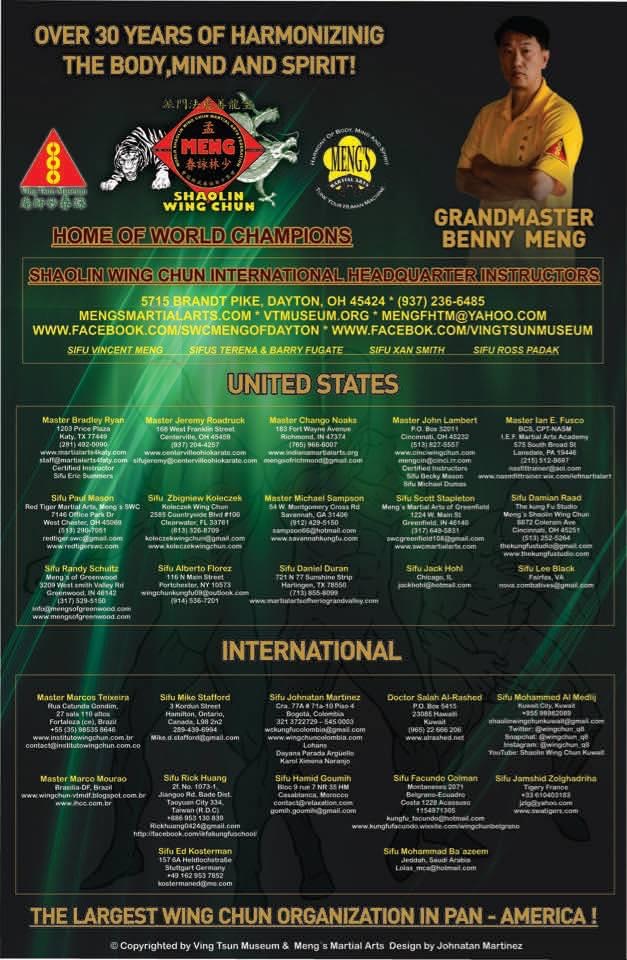 OVER 30 YEARS OF HARMONIZINIG
THE BODY,MIND AND SPIRIT!
Ving Tsun Museum
MENG
SHAOLIN
WING CHUN
HARMONY OF BODY, MIND AND SPIRIT
MENG'S
MARTIAL ARTS
TUNE YOUR HUMAN MACHINE
GRANDMASTER
BENNY MENG
HOME OF WORLD CHAMPIONS
SHAOLIN WING CHUN INTERNATIONAL HEADQUARTER INSTRUCTORS
5715 BRANDT PIKE, DAYTON, OH 45424 * (937) 236-6485
MENGSMARTIALARTS.COM * VTMUSEUM.ORG * MENGFHTM@YAHOO.COM
WWW.FACEBOOK.COM/SWCMENGOFDAYTON * WWW.FACEBOK.COM/VINGTSUNMUSEUM
SIFU VINCENT MENG SIFUS TERENA & BARRY FUGATE SIFU XAN SMITH SIFU ROSS PADAK
UNITED STATES
Master Bradley Ryan
1203 Price Plaza
Katy, TX 77449
(281) 492-0090
www.martialarts4katy.com
staff@martialarts4katy.com
Certified Instructor
Sifu Eric Summers
Master Jeremy Roadruck
168 West Franklin Street
Centerville, OH 45459
(937) 204-4257
www.centervilleohiokarate.com
sifujeremy@centervilleohiokarate.com
Master Chango Noaks
183 Fort Wayne Avenue
Richmond, IN 47374
(765) 966-6007
www.indianamartialarts.org
mengsofrichmond@gmail.com
Master John Lambert
P.O. Box 32011
Cincinnati, OH 45232
(513) 827-5557
www.cinciwingchun.com
mengcin@cinci.rr.com
Certified Instructors
Sifu Becky Mason
Sifu Michael Dumas
Master Ian E. Fusco
BCS, CPT-NASM
I.E.F. Martial Arts Academy
575 South Broad St
Lansdale, PA 19446
(215) 512-8687
nasfittrainer@aol.com
www.nasmfittrainer.wix.com/iefmartialart
Sifu Paul Mason
Red Tiger Martial Arts, Meng's SWC
7146 Office Park Dr
West Chester, OH 45069
(513) 290-7051
redtiger.swc@gmail.com
www.redtigerswc.com
Sifu Zbigniew Koleczek
Koleczek Wing Chun
2585 Countryside Blvd #106
Clearwater, FL 33761
(813) 326-8709
koleczekwingchun@gmail.com
www.koleczekwingchun.com
Master Michael Sampson
54 W. Montgomery Cross Rd
Savannah, GA 31406
(912) 429-5150
sampson66@hotmail.com
www.savannahkungfu.com
Sifu Scott Stapleton
Meng's Martial Arts of Greenfield
1224 W. Main St
Greenfield, IN 46140
(317) 649-5831
swcgreenfield108@gmail.com
www.swcmartialarts.com
Sifu Damian Raad
The kung Fu Studio
Meng's Shaolin Wing Chun
8872 Colerain Ave
Cincinnati, OH 45251
(513) 252-5264
thekungfustudio@gmail.com
www.thekungfustudio.com
Sifu Randy Schultz
Meng's of Greenwood
3209 West smith Valley Rd
Greenwood, IN 46142
(317) 529-5150
info@mengsofgreenwood.com
www.mengsofgreenwood.com
Sifu Alberto Florez
116 N Main Street
Portchester, NY 10573
wingchunkungfu09@outlook.com
(914) 536-7201
Sifu Daniel Duran
721 N 77 Sunshine Strip
Harlingen, TX 78550
(713) 855-8099
www.martialartsoftheriograndvalley.com
Sifu Jack Hohl
Chicago, IL
jackhohl@hotmail.com
Sifu Lee Black
Fairfax, VA
nova.combatives@gmail.com
INTERNATIONAL
Master Marcos Teixeira
Rua Catunda Gondim,
27 sala 110 altos
Fortaleza (ce), Brazil
+55 (35) 98535 8646
www.institutowingchun.com.br
contact@institutowingchun.com.co
Sifu Mike Stafford
3 Kordun Street
Hamilton, Ontario,
Canada, L98 2n2
289-439-6994
Mike.d.stafford@gmail.com
Sifu Johnatan Martinez
Cra. 77A # 71a-10 Piso 4
Bogotá, Colombia
321 3722729 - 545 0003
wckungfucolombia@gmail.com
www.wingchuncolombia.com
Lohans
Dayana Parada Argüello
Karol Ximena Naranjo
Doctor Salah Al-Rashed
P.O. Box 5415
23085 Hawalli
Kuwait
(965) 22 666 206
www.alrashed.net
Sifu Mohammed Al Medlij
Kuwait City, Kuwait
+955 98982089
shaolinwingchunkuwait@gmail.com
Twitter: @wingchun_q8
Snapchat: @wingchun_q8
Instagram: @wingchun_q8
YouTube: Shaolin Wing Chun Kuwait
Master Marco Mourao
Brasilia-DF, Brazil
www.wingchun-vtmdf.blogspot.com.br
www.ihcc.com.br
Sifu Rick Huang
2f. No. 1073-1,
Jiangoo Rd. Bade Dist.
Taoyuan City 334,
Taiwan (R.D.C)
+886 953 130 839
Rickhuang0424@gmail.com
Sifu Hamid Goumih
Bloc 9 rue 7 NR 35 HM
Casablanca, Morocco
contact@relaxation.com
gomih.goumih@gmail.com
Sifu Facundo Colman
Montaneses 2071
Belgrano-Ecuadro
Costa 1228 Acassuso
1154971305
kungfu_facundo@hotmail.com
www.kungfufacundo.wixsite.com/wingchunbelgrano
Sifu Jamshid Zolghadriha
Tigery France
+33 610403183
jzlg@yahoo.com
www.swatigers.com
Sifu Ed Kosterman
157 6A Heidlochstraße
Stuttgart Germany
+49 162 953 7852
kostermaned@ms.com
Sifu Mohammad Ba`azeem
Jeddah, Saudi Arabia
Lolas_mca@hotmail.com
THE LARGEST WING CHUN ORGANIZATION IN PAN - AMERICA !
© Copyrighted by Ving Tsun Museum & Meng´s Martial Arts Design by Johnatan Martinez